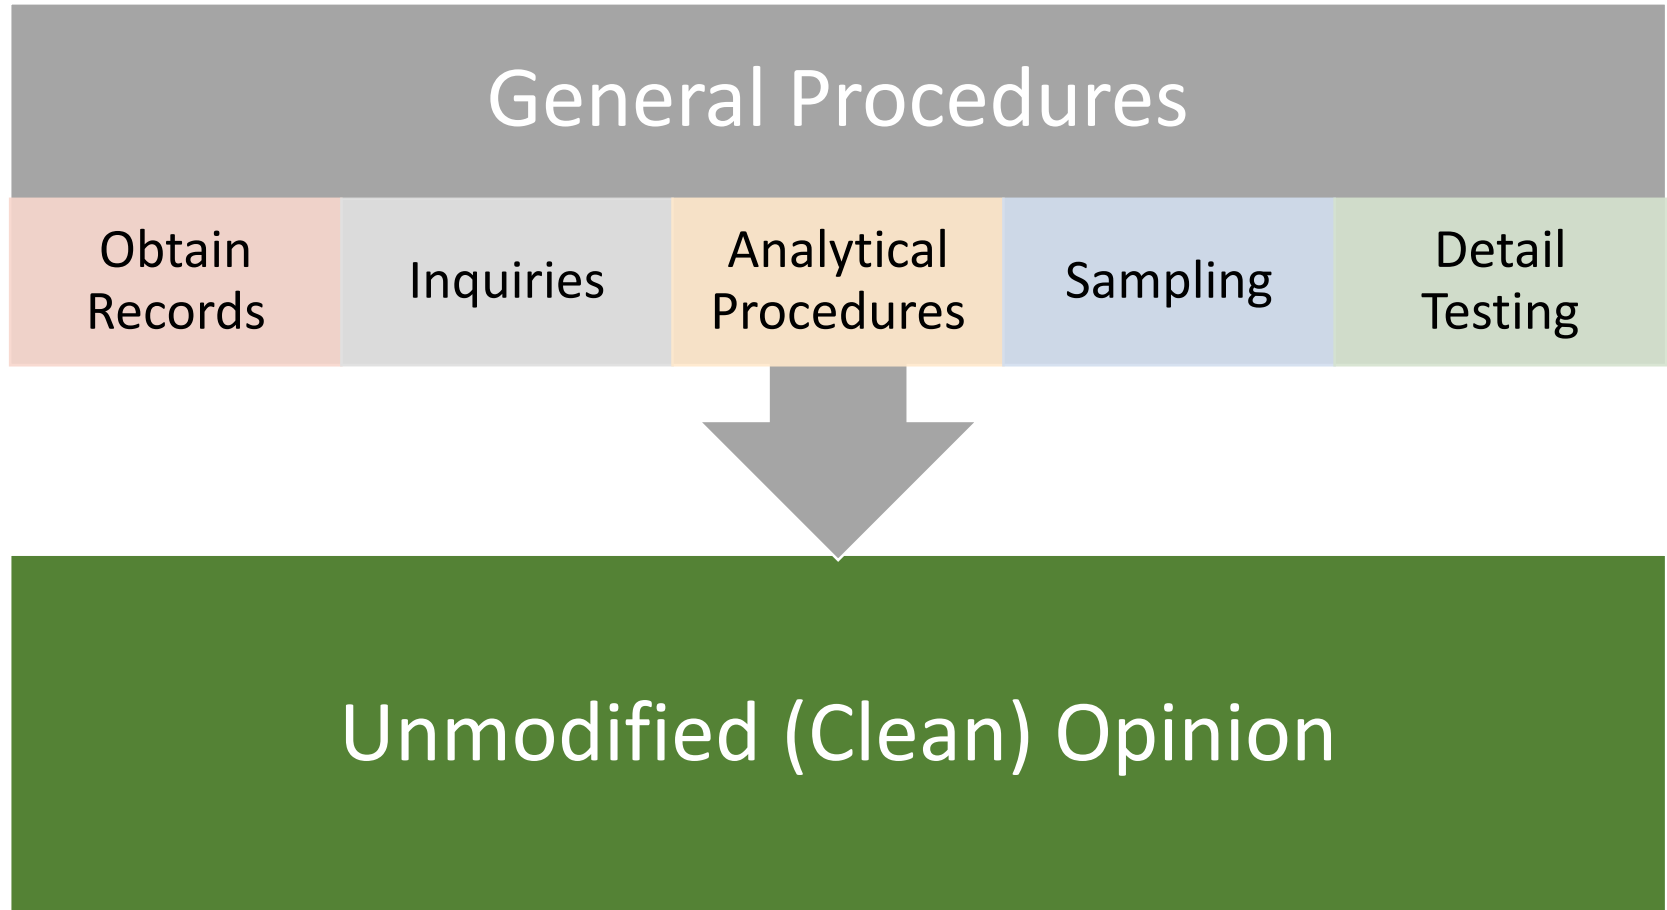 General Procedures
Obtain
Records
Inquiries
Analytical
Procedures
Sampling
Detail
Testing
Unmodified (Clean) Opinion